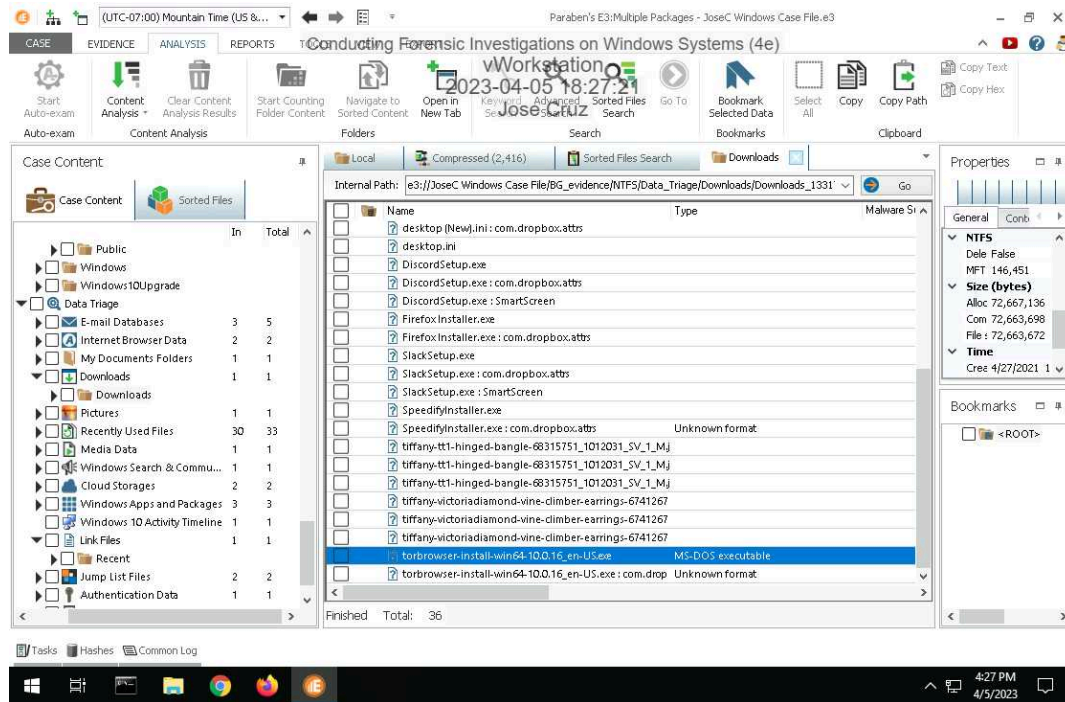 (UTC-07:00) Mountain Time (US &...
Paraben's E3:Multiple Packages - JoseC Windows Case File.e3
CASE EVIDENCE ANALYSIS REPORTS
Conducting Forensic Investigations on Windows Systems (4e)
vWorkstation
2023-04-05 18:27:21
Jose Cruz
Start Auto-exam
Content Analysis
Clear Content Analysis Results
Start Counting Folder Content
Navigate to Sorted Content
Open in New Tab
Keyword Search
Advanced Search
Sorted Files Search
Go To
Bookmark Selected Data
Select All
Copy
Copy Path
Copy Text
Copy Hex
Auto-exam Content Analysis Folders Search Bookmarks Clipboard
Case Content
Case Content
Sorted Files
In Total
Public
Windows
Windows10Upgrade
Data Triage
E-mail Databases 3 5
Internet Browser Data 2 2
My Documents Folders 1 1
Downloads 1 1
Downloads
Pictures 1 1
Recently Used Files 30 33
Media Data 1 1
Windows Search & Commu... 1 1
Cloud Storages 2 2
Windows Apps and Packages 3 3
Windows 10 Activity Timeline 1 1
Link Files 1 1
Recent
Jump List Files 2 2
Authentication Data 1 1
Local
Compressed (2,416)
Sorted Files Search
Downloads
Internal Path: e3://JoseC Windows Case File/BG_evidence/NTFS/Data_Triage/Downloads/Downloads_1331
Go
Name Type Malware
desktop (New).ini : com.dropbox.attrs
desktop.ini
DiscordSetup.exe
DiscordSetup.exe : com.dropbox.attrs
DiscordSetup.exe : SmartScreen
Firefox Installer.exe
Firefox Installer.exe : com.dropbox.attrs
SlackSetup.exe
SlackSetup.exe : com.dropbox.attrs
SlackSetup.exe : SmartScreen
SpeedifyInstaller.exe
SpeedifyInstaller.exe : com.dropbox.attrs Unknown format
tiffany-tt1-hinged-bangle-68315751_1012031_SV_1_M.j
tiffany-tt1-hinged-bangle-68315751_1012031_SV_1_M.j
tiffany-tt1-hinged-bangle-68315751_1012031_SV_1_M.j
tiffany-victoriadiamond-vine-climber-earrings-6741267
tiffany-victoriadiamond-vine-climber-earrings-6741267
tiffany-victoriadiamond-vine-climber-earrings-6741267
torbrowser-install-win64-10.0.16_en-US.exe MS-DOS executable
torbrowser-install-win64-10.0.16_en-US.exe : com.drop Unknown format
Finished Total: 36
Properties
General Cont
NTFS
Dele False
MFT 146,451
Size (bytes)
Alloc 72,667,136
Com 72,663,698
File : 72,663,672
Time
Crea 4/27/2021 1
Bookmarks
<ROOT>
Tasks Hashes Common Log
4:27 PM
4/5/2023